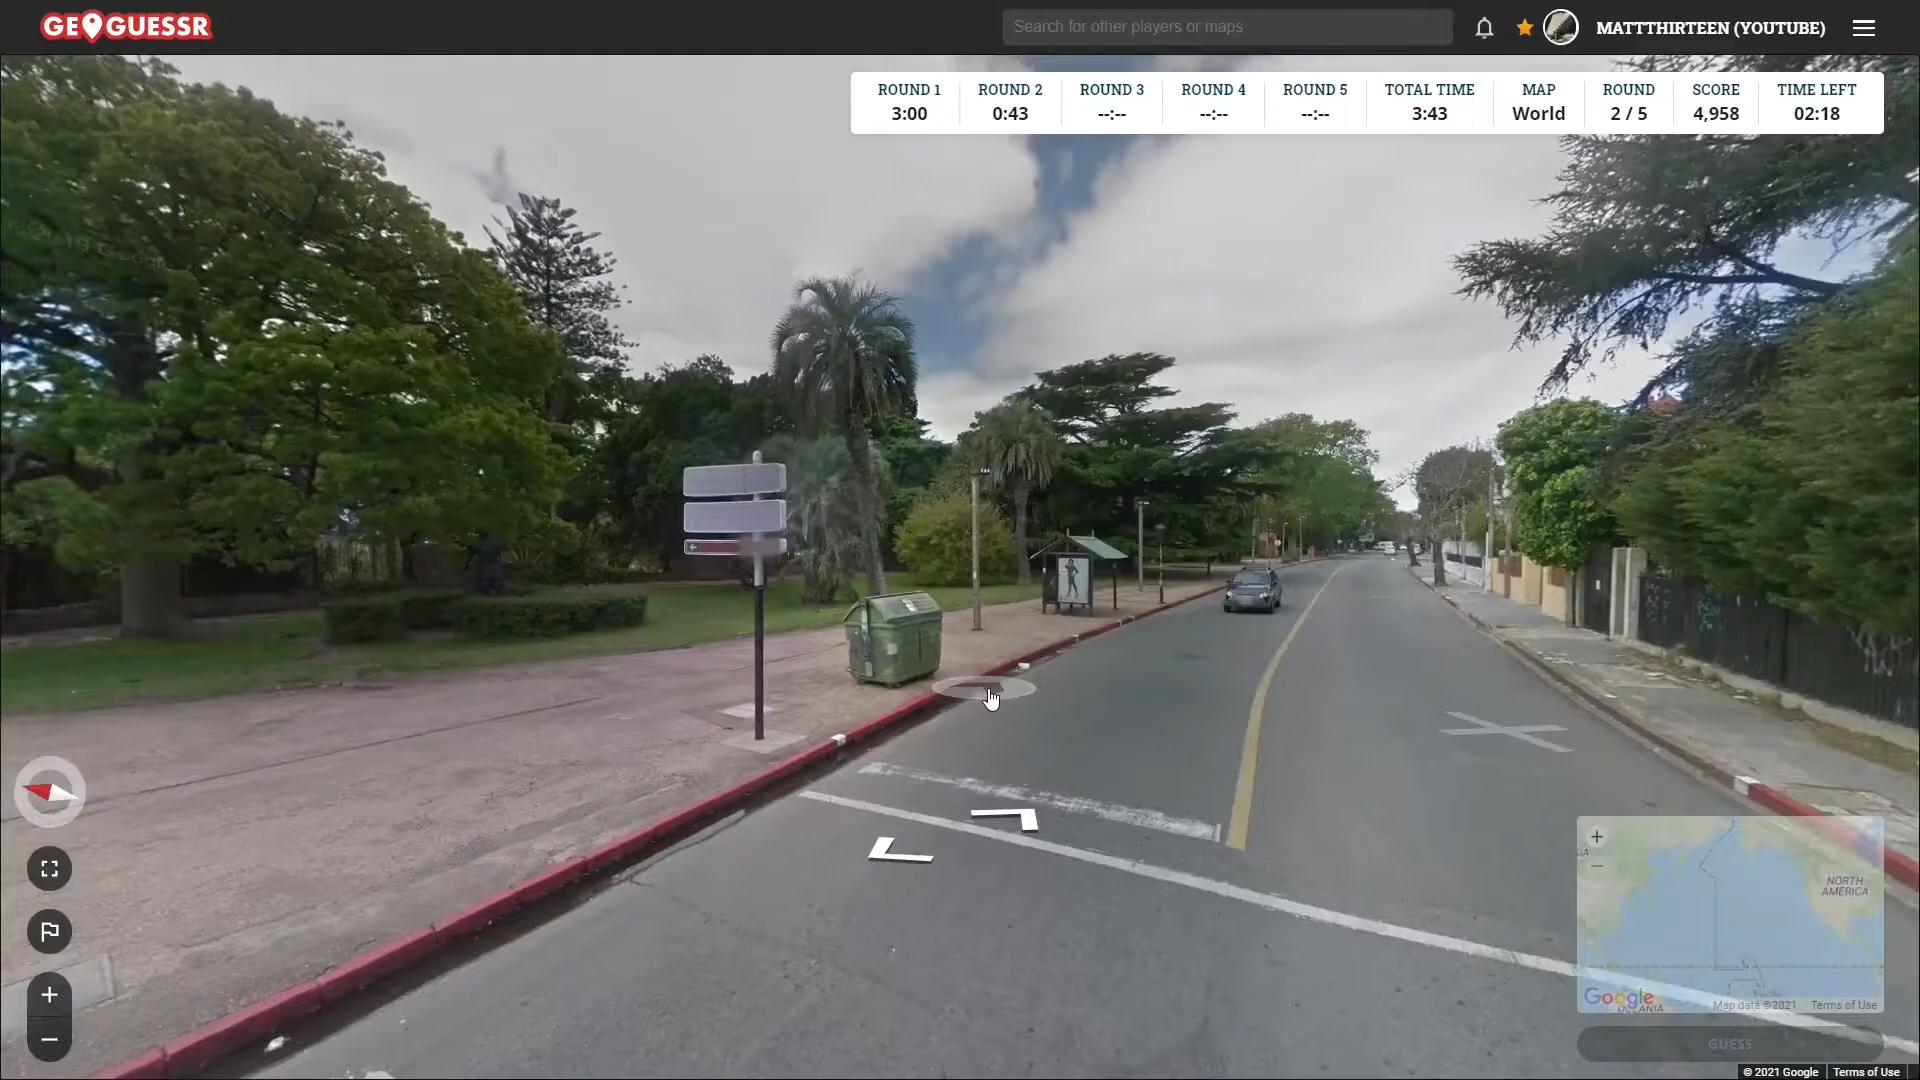 GEOGUESSR
Search for other players or maps
MATTTHIRTEEN (YOUTUBE)
ROUND 1
3:00
ROUND 2
0:43
ROUND 3
--:--
ROUND 4
--:--
ROUND 5
--:--
TOTAL TIME
3:43
MAP
World
ROUND
2 / 5
SCORE
4,958
TIME LEFT
02:18
NORTH
AMERICA
Google
OCEANIA
Map data ©2021
Terms of Use
GUESS
© 2021 Google
Terms of Use